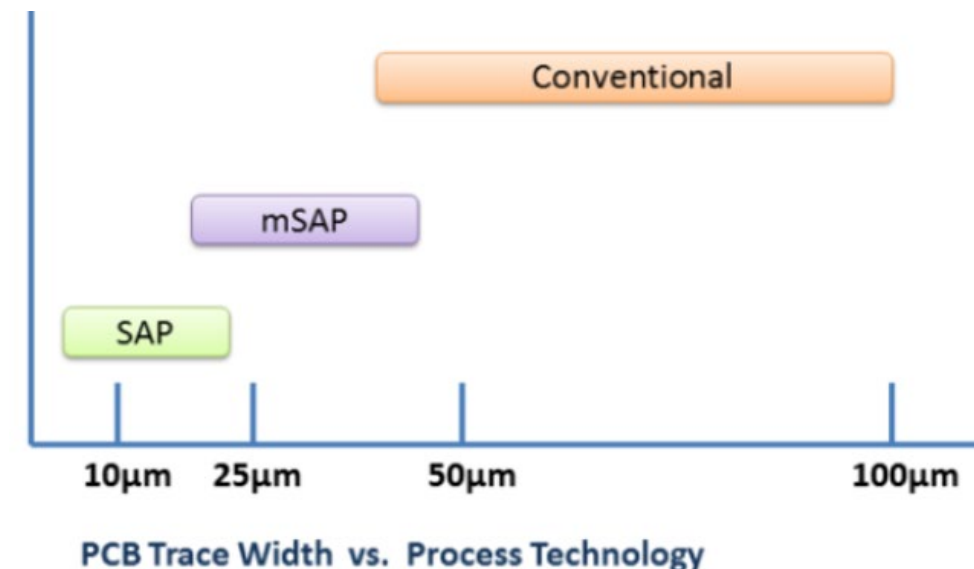 Conventional
mSAP
SAP
10µm 25µm 50µm 100µm
PCB Trace Width vs. Process Technology